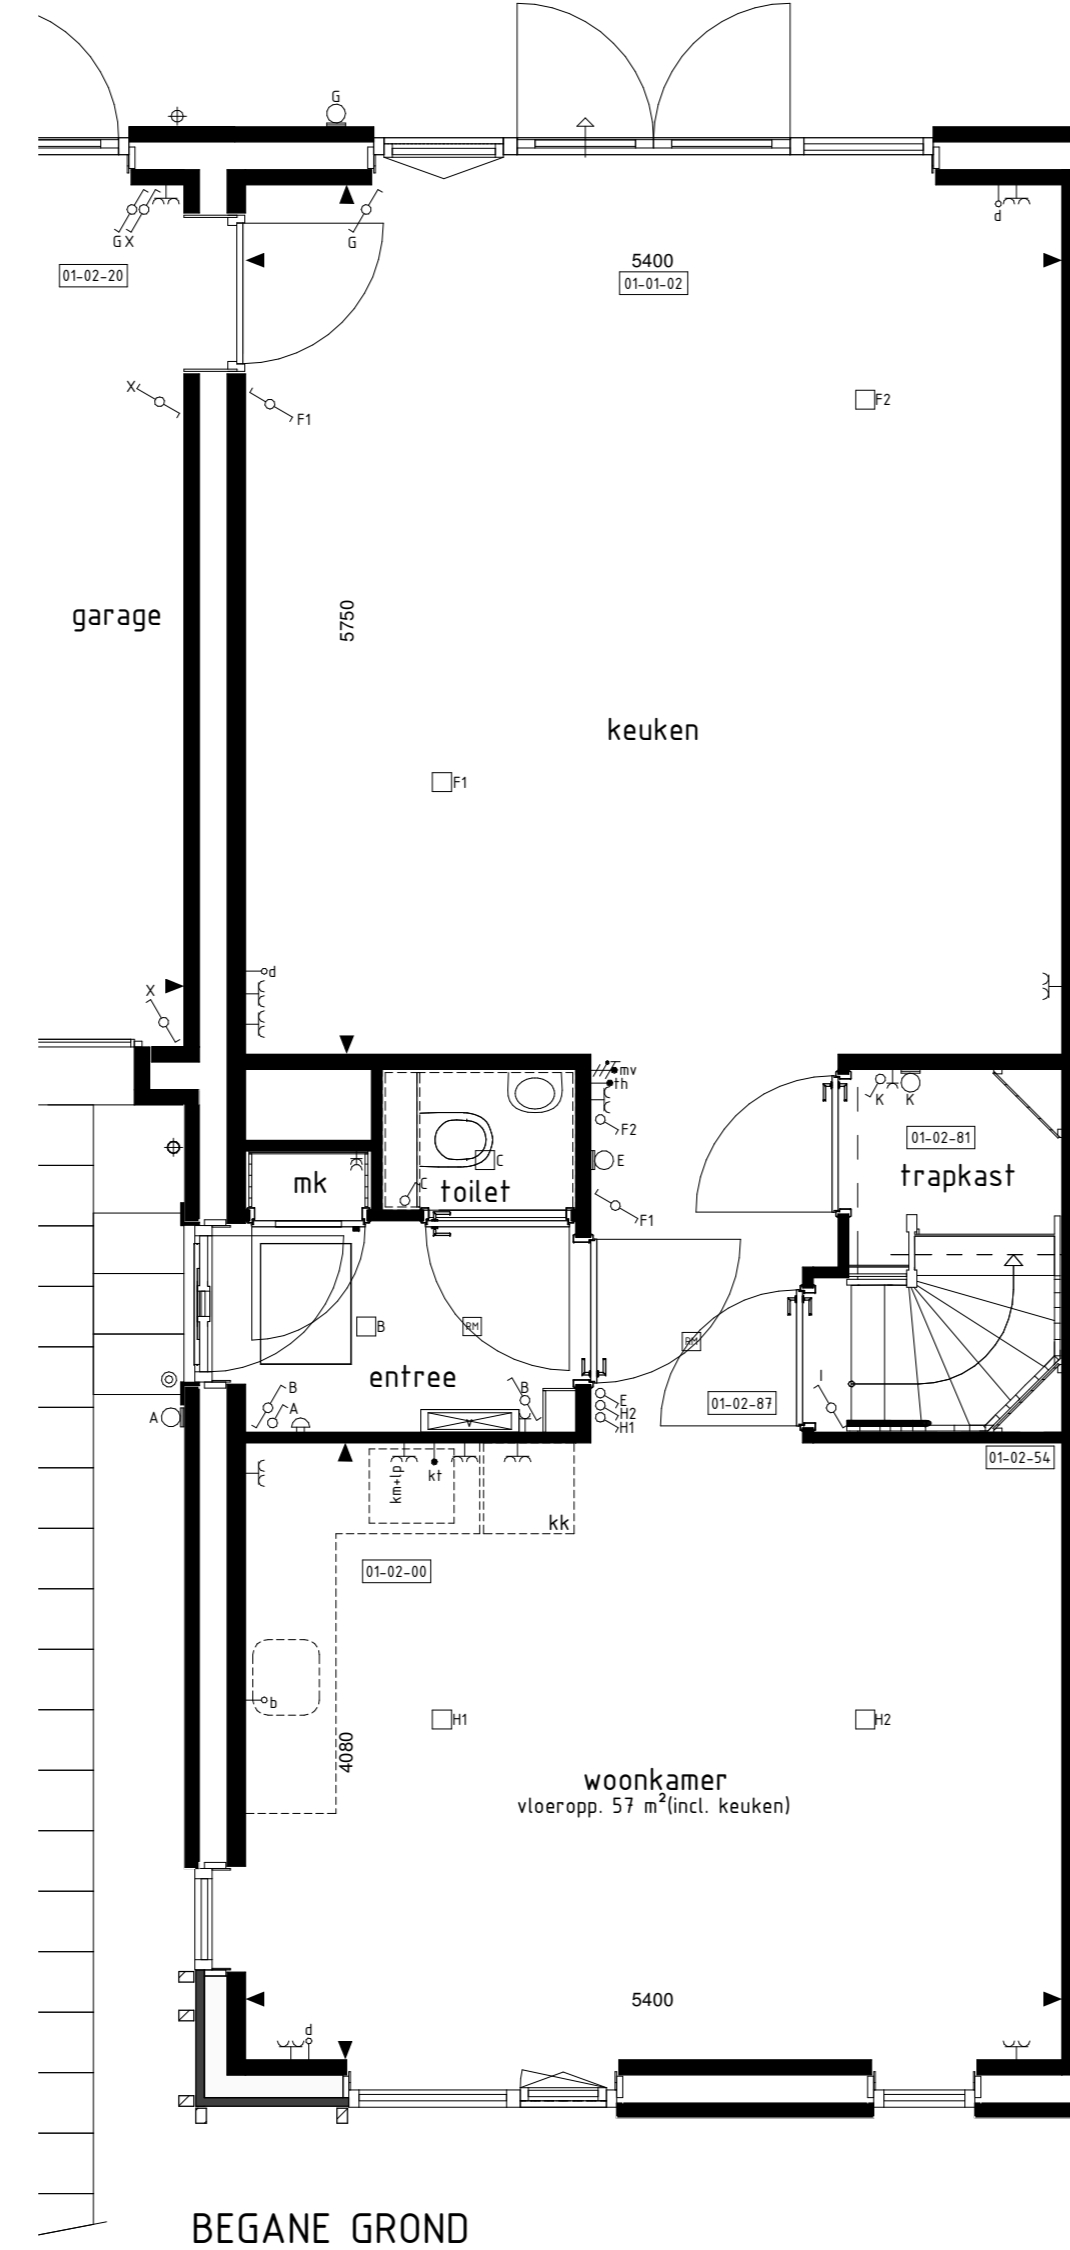 G
G X
G
d
01-02-20
5400
01-01-02
X
F1
F2
garage
5750
keuken
F1
d
X
mv
th
F2
K
K
01-02-81
trapkast
mk
C
C
toilet
E
F1
B
RM
RM
entree
I
B
A
B
A
E
H2
H1
01-02-87
km+lp
kt
kk
01-02-54
01-02-00
b
H1
H2
4080
woonkamer
vloeropp. 57 m²(incl. keuken)
5400
d
BEGANE GROND